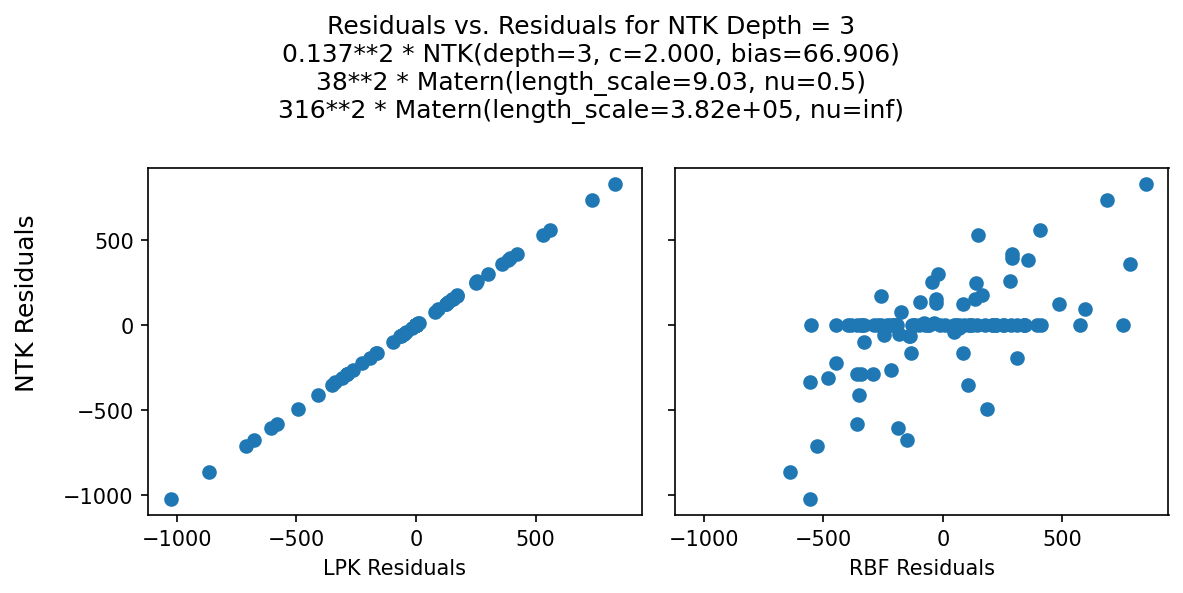 Residuals vs. Residuals for NTK Depth = 3
0.137**2 * NTK(depth=3, c=2.000, bias=66.906)
38**2 * Matern(length_scale=9.03, nu=0.5)
316**2 * Matern(length_scale=3.82e+05, nu=inf)
NTK Residuals
500
0
−500
−1000
−1000
−500
0
500
LPK Residuals
−1000
−500
0
500
RBF Residuals